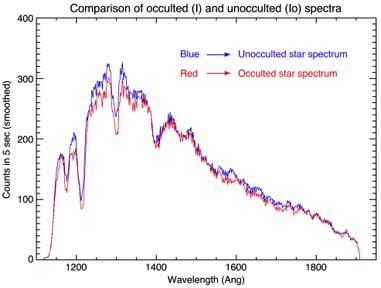 Comparison of occulted (I) and unocculted (Io) spectra
400
Blue Unocculted star spectrum
Red Occulted star spectrum
300
Counts in 5 sec (smoothed)
200
100
0
1200 1400 1600 1800
Wavelength (Ang)